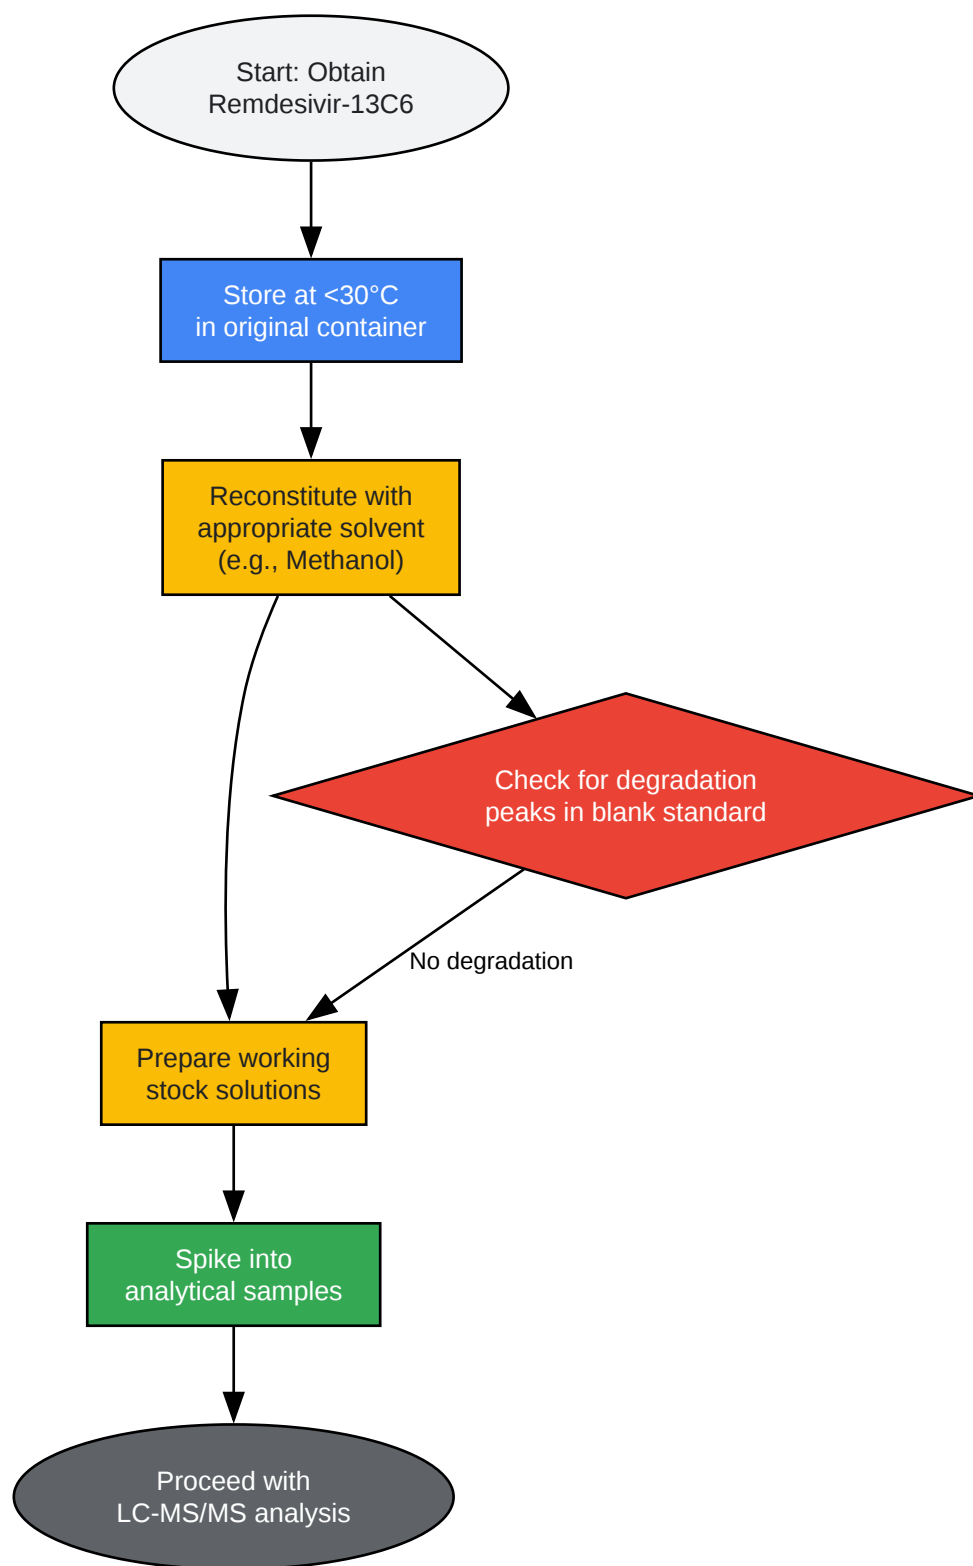 Start: Obtain
Remdesivir-13C6
Store at <30°C
in original container
Reconstitute with
appropriate solvent
(e.g., Methanol)
Check for degradation
peaks in blank standard
No degradation
Prepare working
stock solutions
Spike into
analytical samples
Proceed with
LC-MS/MS analysis